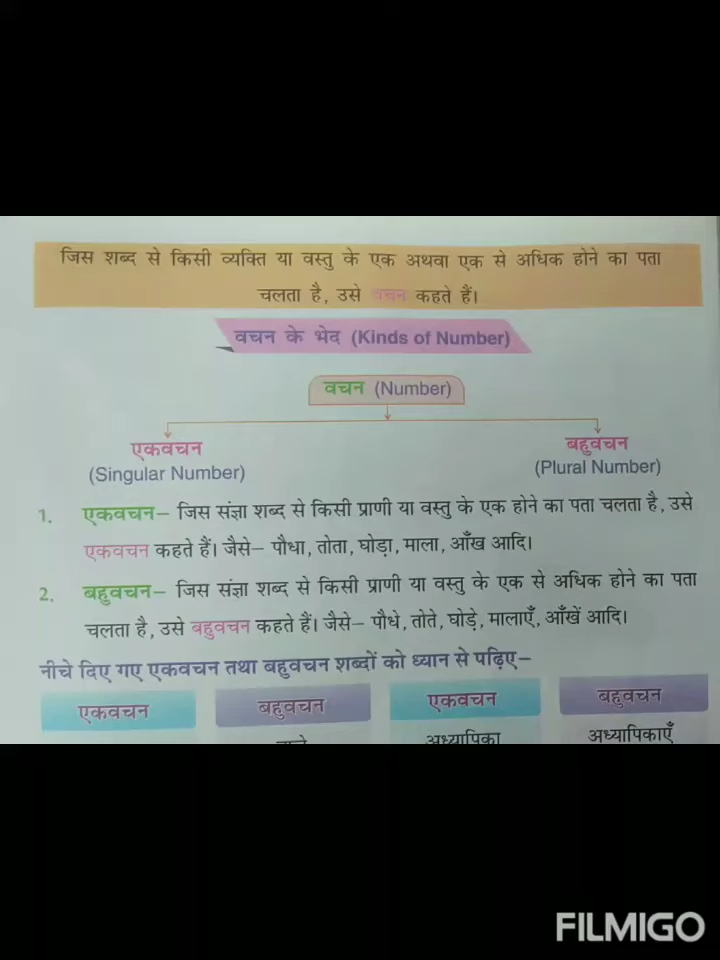 जिस शब्द से किसी व्यक्ति या वस्तु के एक अथवा एक से अधिक होने का पता
चलता है, उसे वचन कहते हैं।
वचन के भेद (Kinds of Number)
वचन (Number)
एकवचन बहुवचन
(Singular Number) (Plural Number)
1. एकवचन– जिस संज्ञा शब्द से किसी प्राणी या वस्तु के एक होने का पता चलता है, उसे
एकवचन कहते हैं। जैसे– पौधा, तोता, घोड़ा, माला, आँख आदि।
2. बहुवचन– जिस संज्ञा शब्द से किसी प्राणी या वस्तु के एक से अधिक होने का पता
चलता है, उसे बहुवचन कहते हैं। जैसे– पौधे, तोते, घोड़े, मालाएँ, आँखें आदि।
नीचे दिए गए एकवचन तथा बहुवचन शब्दों को ध्यान से पढ़िए–
एकवचन बहुवचन एकवचन बहुवचन
अध्यापिका अध्यापिकाएँ
FILMIGO